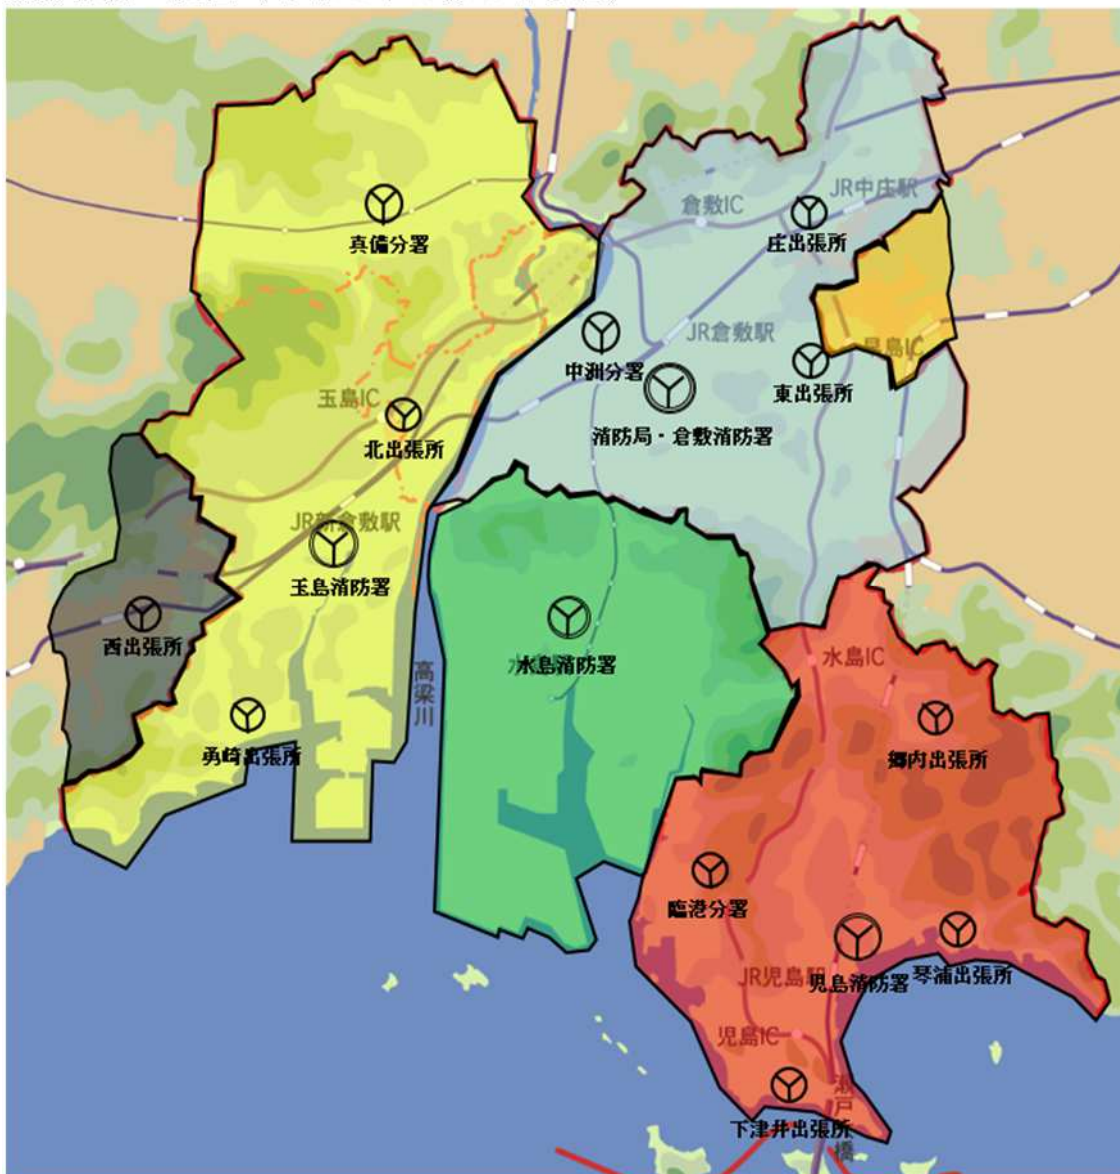 JR中庄駅
倉敷IC
庄出張所
真備分署
JR倉敷駅
早島IC
中洲分署
東出張所
玉島IC
消防局・倉敷消防署
北出張所
JR新倉敷駅
玉島消防署
西出張所
水島消防署
水島IC
高梁川
勇崎出張所
郷内出張所
臨港分署
JR児島駅
児島消防署
琴浦出張所
児島IC
下津井出張所